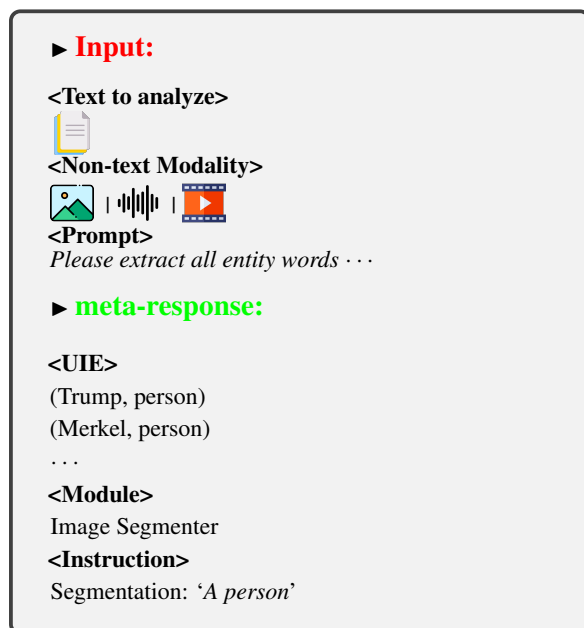 ► Input:
<Text to analyze>
<Non-text Modality>
| |
<Prompt>
Please extract all entity words · · ·
► meta-response:
<UIE>
(Trump, person)
(Merkel, person)
· · ·
<Module>
Image Segmenter
<Instruction>
Segmentation: ‘A person’